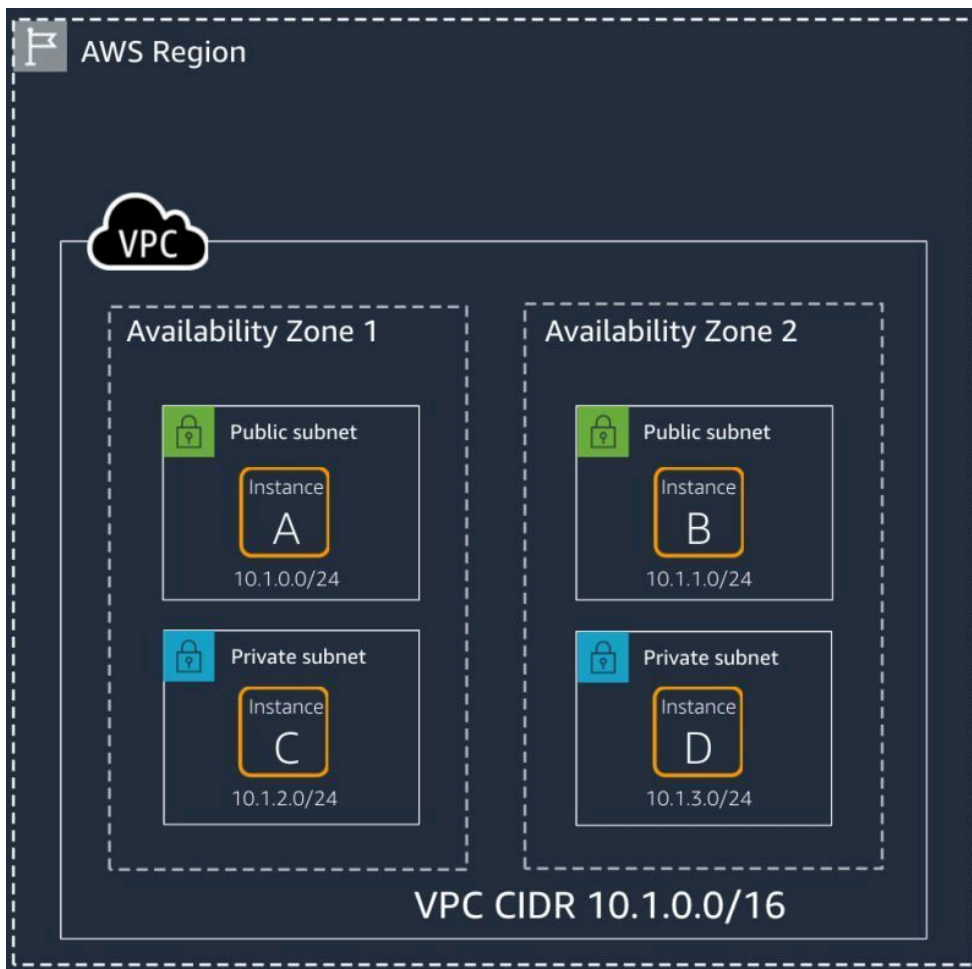 AWS Region
VPC
Availability Zone 1
Public subnet
Instance
A
10.1.0.0/24
Private subnet
Instance
C
10.1.2.0/24
Availability Zone 2
Public subnet
Instance
B
10.1.1.0/24
Private subnet
Instance
D
10.1.3.0/24
VPC CIDR 10.1.0.0/16